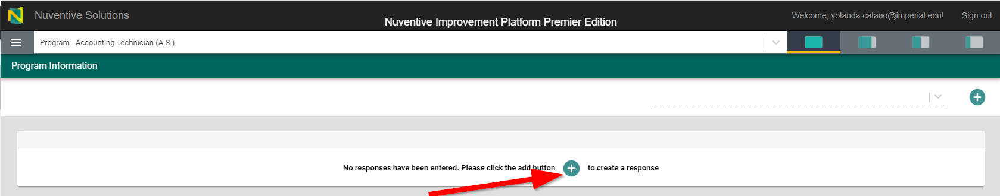 Nuventive Solutions
Nuventive Improvement Platform Premier Edition
Welcome, yolanda.catano@imperial.edu!
Sign out
Program - Accounting Technician (A.S.)
Program Information
No responses have been entered. Please click the add button to create a response